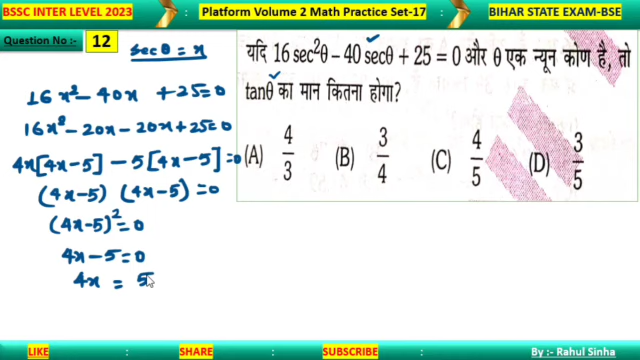 BSSC INTER LEVEL 2023 Platform Volume 2 Math Practice Set-17 BIHAR STATE EXAM-BSE
Question No :- 12
secθ = x
यदि 16 sec²θ – 40 secθ + 25 = 0 और θ एक न्यून कोण है, तो
tanθ का मान कितना होगा?
(A) 4/3 (B) 3/4 (C) 4/5 (D) 3/5
16x² – 40x + 25 = 0
16x² – 20x – 20x + 25 = 0
4x[4x – 5] – 5[4x – 5] = 0
(4x – 5) (4x – 5) = 0
(4x – 5)² = 0
4x – 5 = 0
4x = 5
LIKE SHARE SUBSCRIBE By :- Rahul Sinha